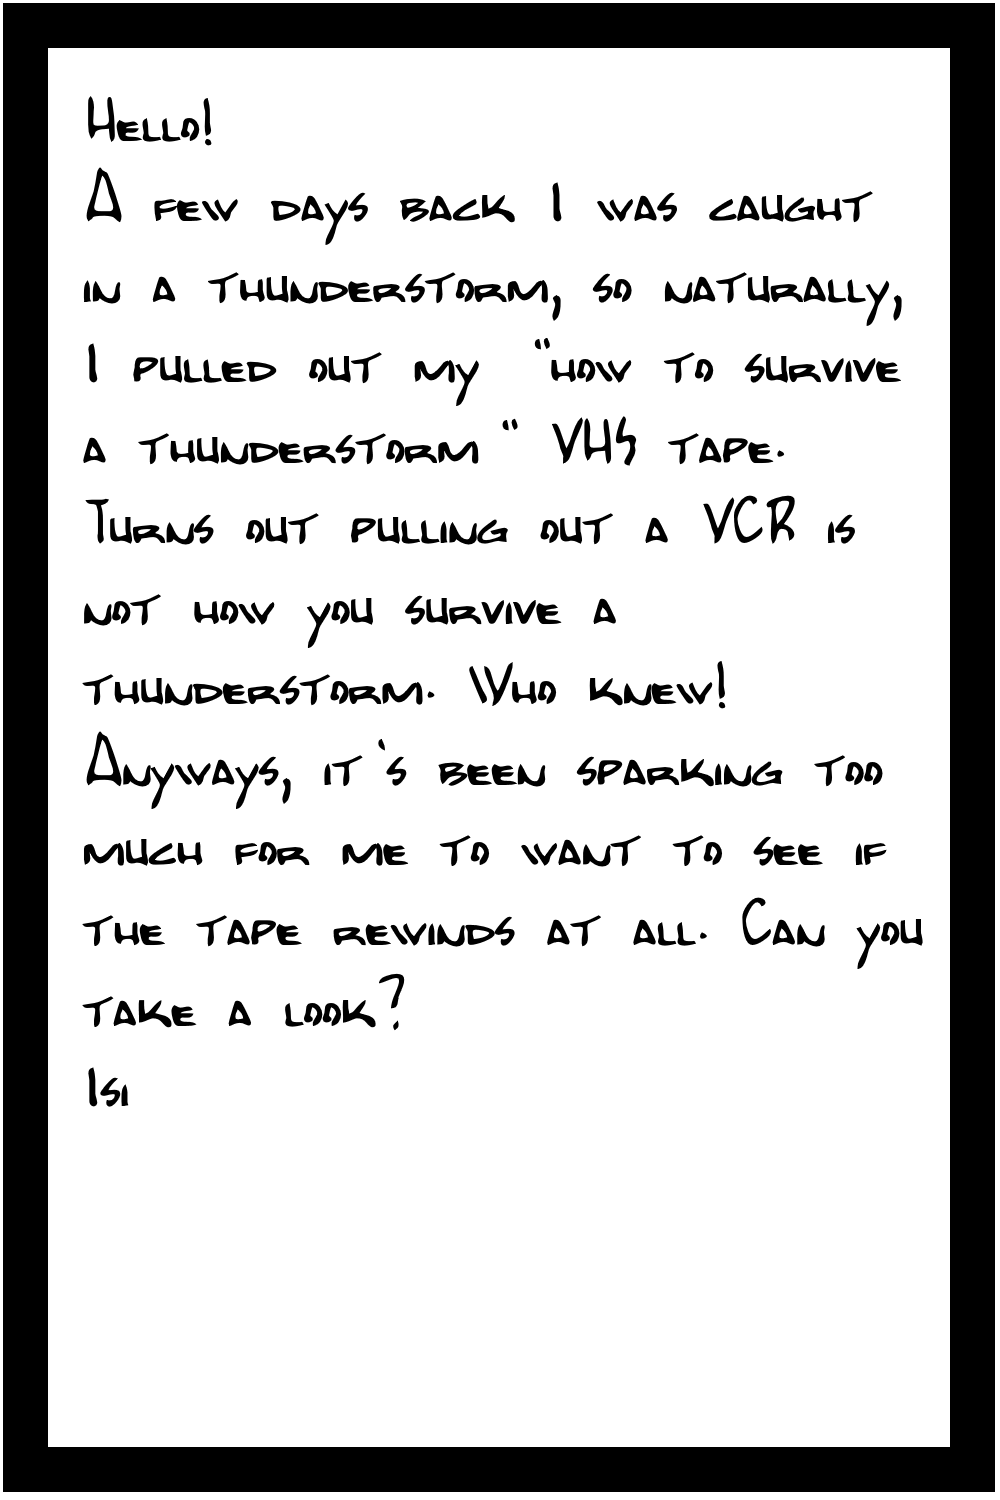 Hello!
A few days back I was caught
in a thunderstorm, so naturally,
I pulled out my "how to survive
a thunderstorm" VHS tape.
Turns out pulling out a VCR is
not how you survive a
thunderstorm. Who knew!
Anyways, it's been sparking too
much for me to want to see if
the tape rewinds at all. Can you
take a look?
Isi